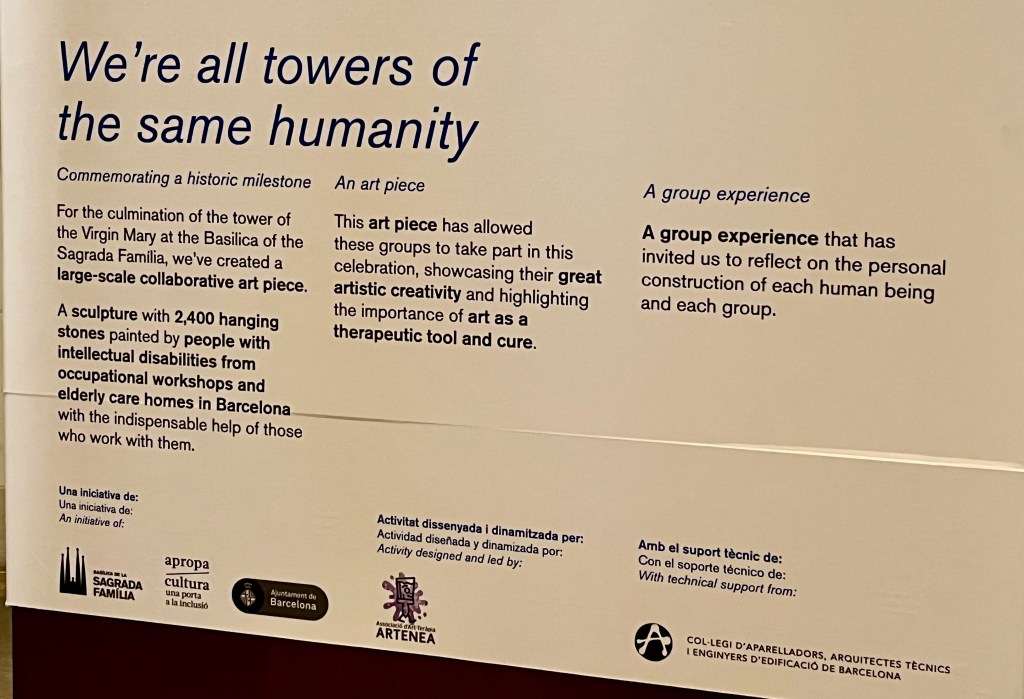 We're all towers of
the same humanity
Commemorating a historic milestone
For the culmination of the tower of
the Virgin Mary at the Basilica of the
Sagrada Família, we've created a
large-scale collaborative art piece.
A sculpture with 2,400 hanging
stones painted by people with
intellectual disabilities from
occupational workshops and
elderly care homes in Barcelona
with the indispensable help of those
who work with them.
An art piece
This art piece has allowed
these groups to take part in this
celebration, showcasing their great
artistic creativity and highlighting
the importance of art as a
therapeutic tool and cure.
A group experience
A group experience that has
invited us to reflect on the personal
construction of each human being
and each group.
Una iniciativa de:
Una iniciativa de:
An initiative of:
BASÍLICA DE LA
SAGRADA
FAMÍLIA
apropa
cultura
una porta
a la inclusió
Ajuntament de
Barcelona
Activitat dissenyada i dinamitzada per:
Actividad diseñada y dinamizada por:
Activity designed and led by:
Associació d'Art Teràpia
ARTENEA
Amb el suport tècnic de:
Con el soporte técnico de:
With technical support from:
COL·LEGI D'APARELLADORS, ARQUITECTES TÈCNICS
I ENGINYERS D'EDIFICACIÓ DE BARCELONA